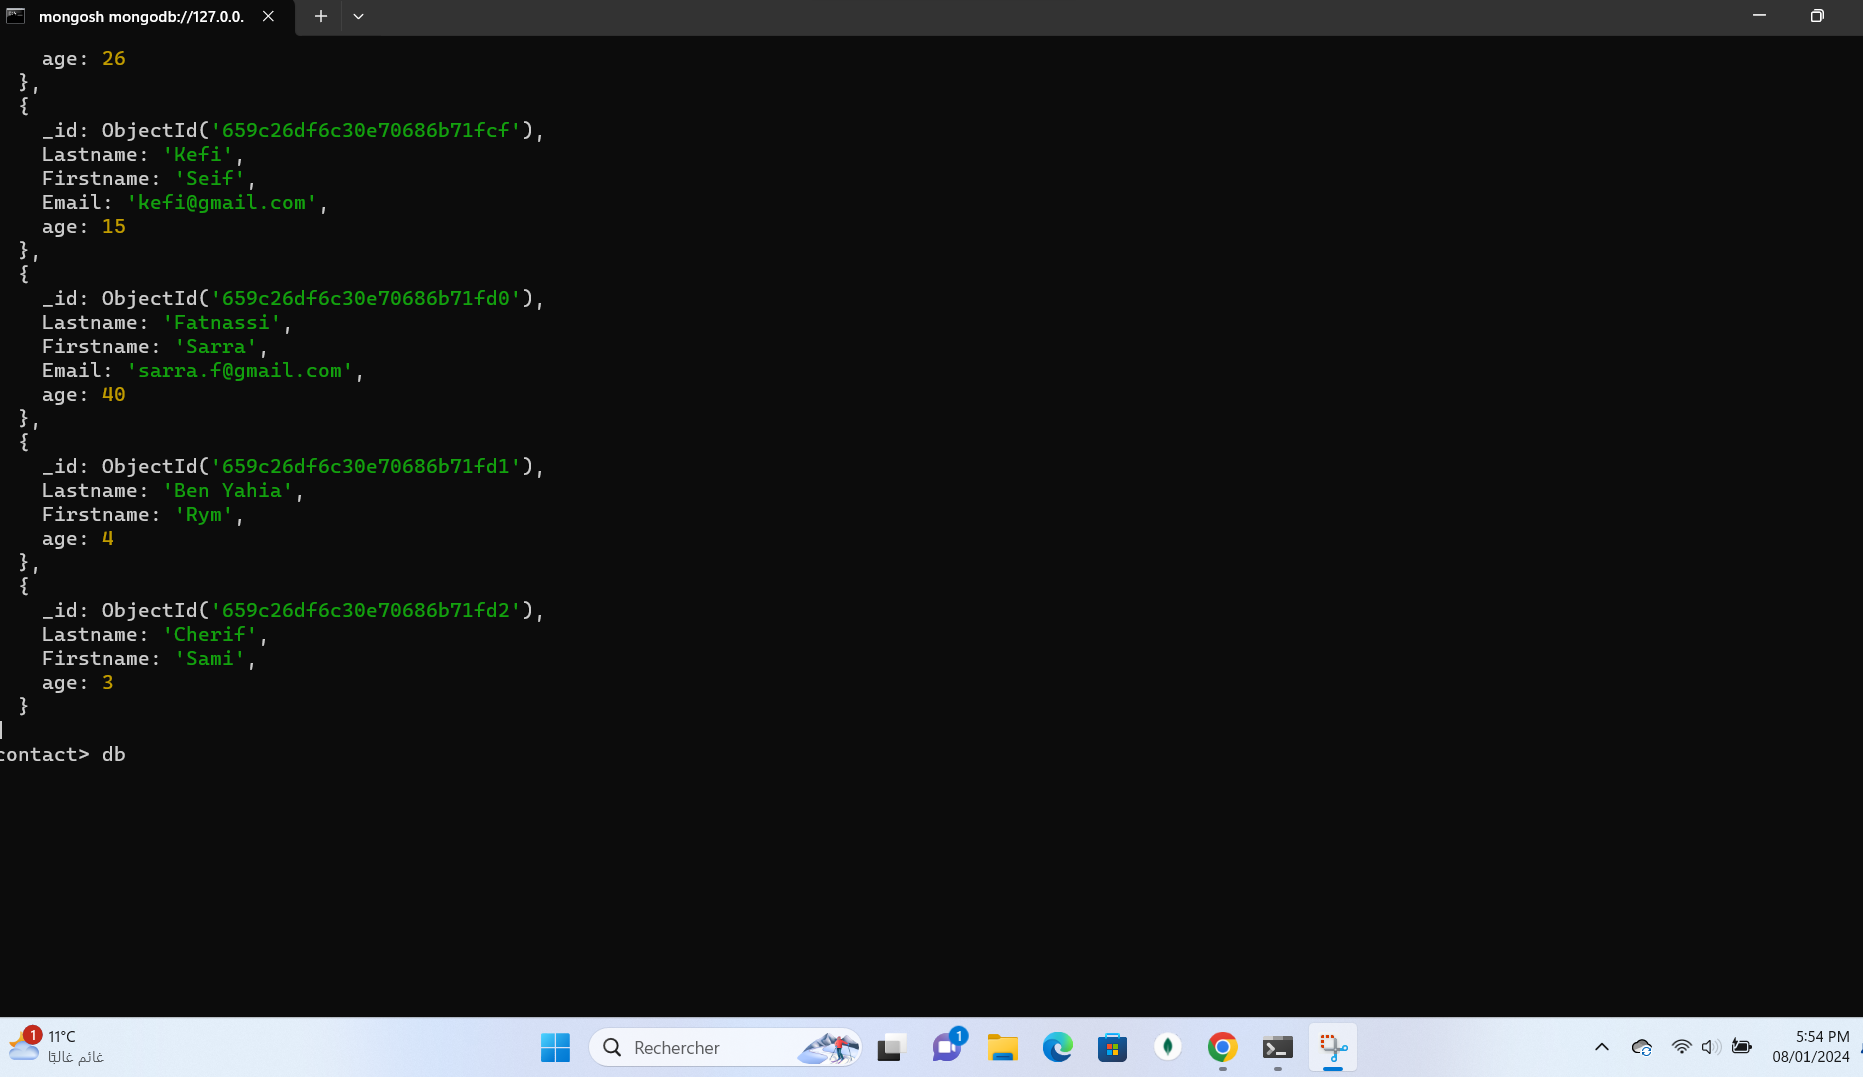 mongosh mongodb://127.0.0.
age: 26
},
{
_id: ObjectId('659c26df6c30e70686b71fcf'),
Lastname: 'Kefi',
Firstname: 'Seif',
Email: 'kefi@gmail.com',
age: 15
},
{
_id: ObjectId('659c26df6c30e70686b71fd0'),
Lastname: 'Fatnassi',
Firstname: 'Sarra',
Email: 'sarra.f@gmail.com',
age: 40
},
{
_id: ObjectId('659c26df6c30e70686b71fd1'),
Lastname: 'Ben Yahia',
Firstname: 'Rym',
age: 4
},
{
_id: ObjectId('659c26df6c30e70686b71fd2'),
Lastname: 'Cherif',
Firstname: 'Sami',
age: 3
}
]
contact> db
1
11°C
غائم غالبًا
Rechercher
1
5:54 PM
08/01/2024